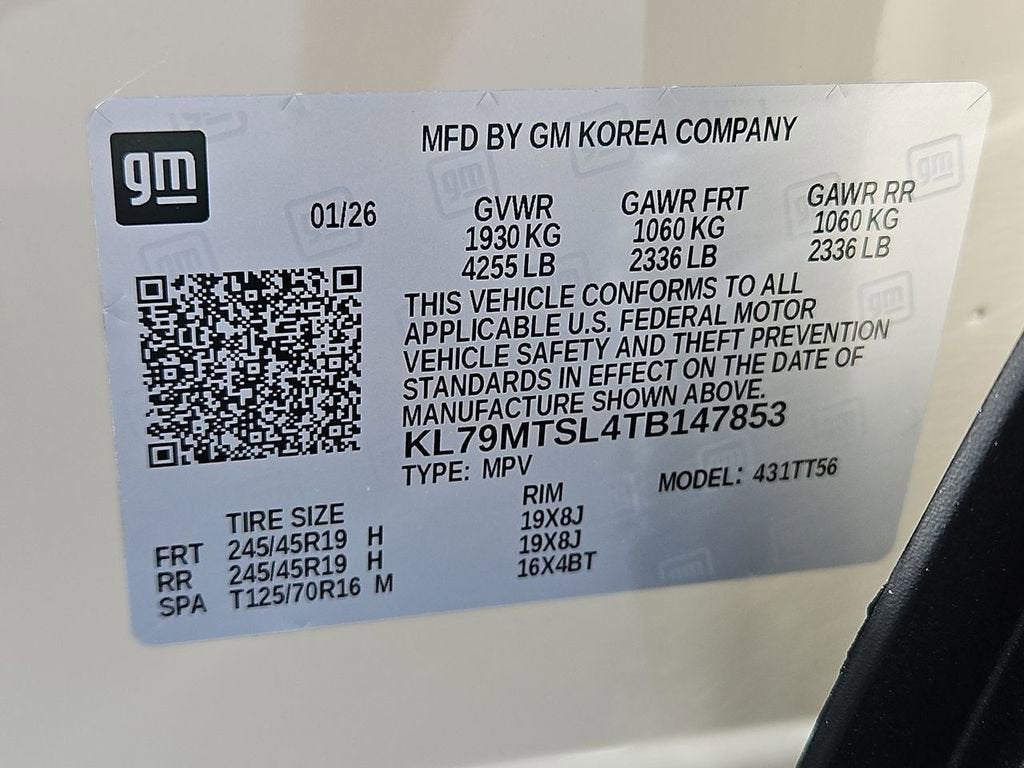 gm
MFD BY GM KOREA COMPANY
01/26
GVWR GAWR FRT GAWR RR
1930 KG 1060 KG 1060 KG
4255 LB 2336 LB 2336 LB
THIS VEHICLE CONFORMS TO ALL
APPLICABLE U.S. FEDERAL MOTOR
VEHICLE SAFETY AND THEFT PREVENTION
STANDARDS IN EFFECT ON THE DATE OF
MANUFACTURE SHOWN ABOVE.
KL79MTSL4TB147853
TYPE: MPV MODEL: 431TT56
TIRE SIZE RIM
FRT 245/45R19 H 19X8J
RR 245/45R19 H 19X8J
SPA T125/70R16 M 16X4BT